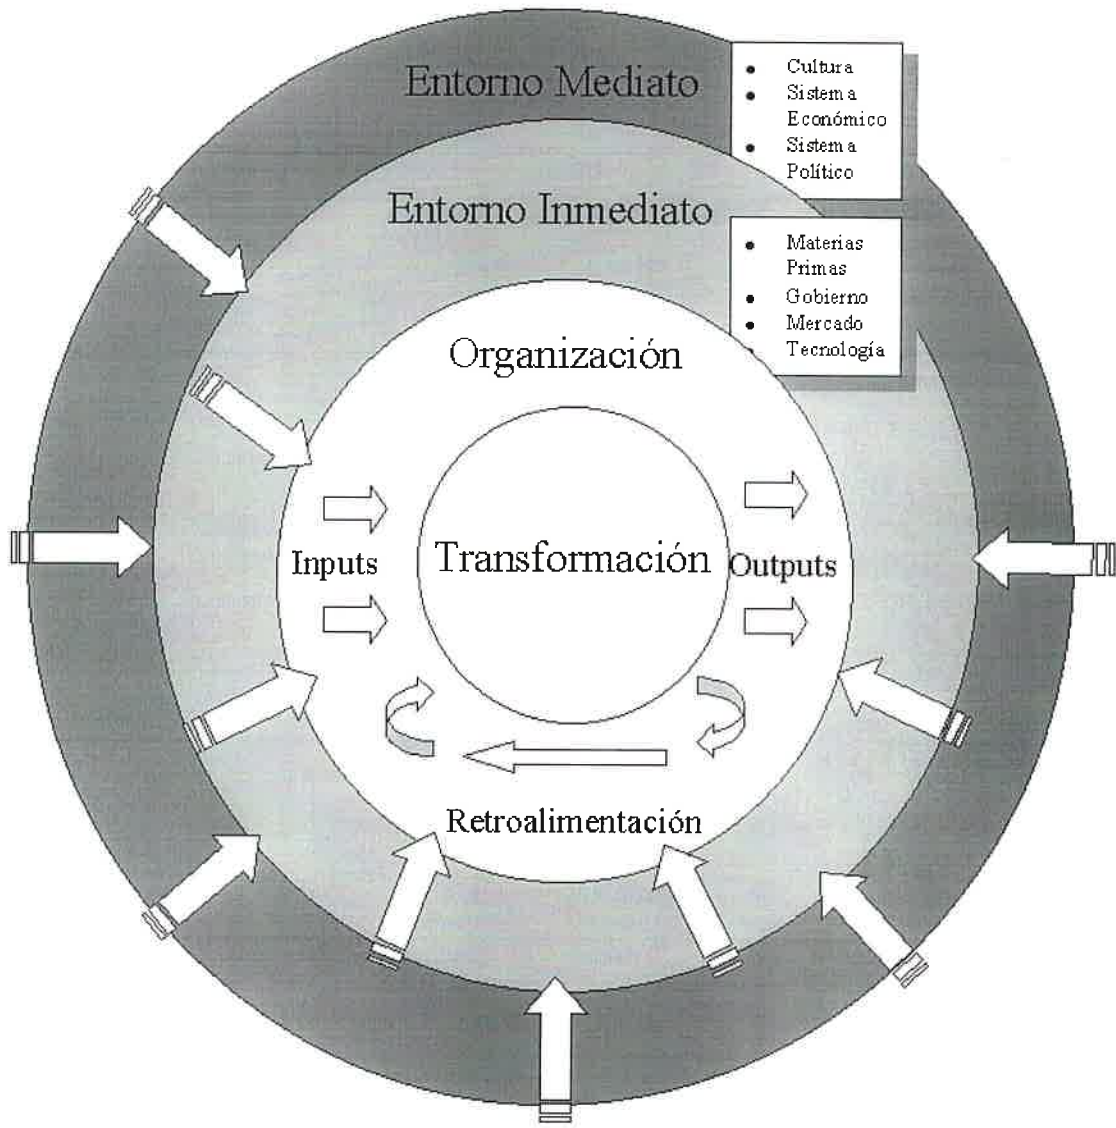 Entorno Mediato
• Cultura
• Sistema
Económico
• Sistema
Político
Entorno Inmediato
• Materias
Primas
• Gobierno
• Mercado
• Tecnología
Organización
Inputs
Transformación
Outputs
Retroalimentación